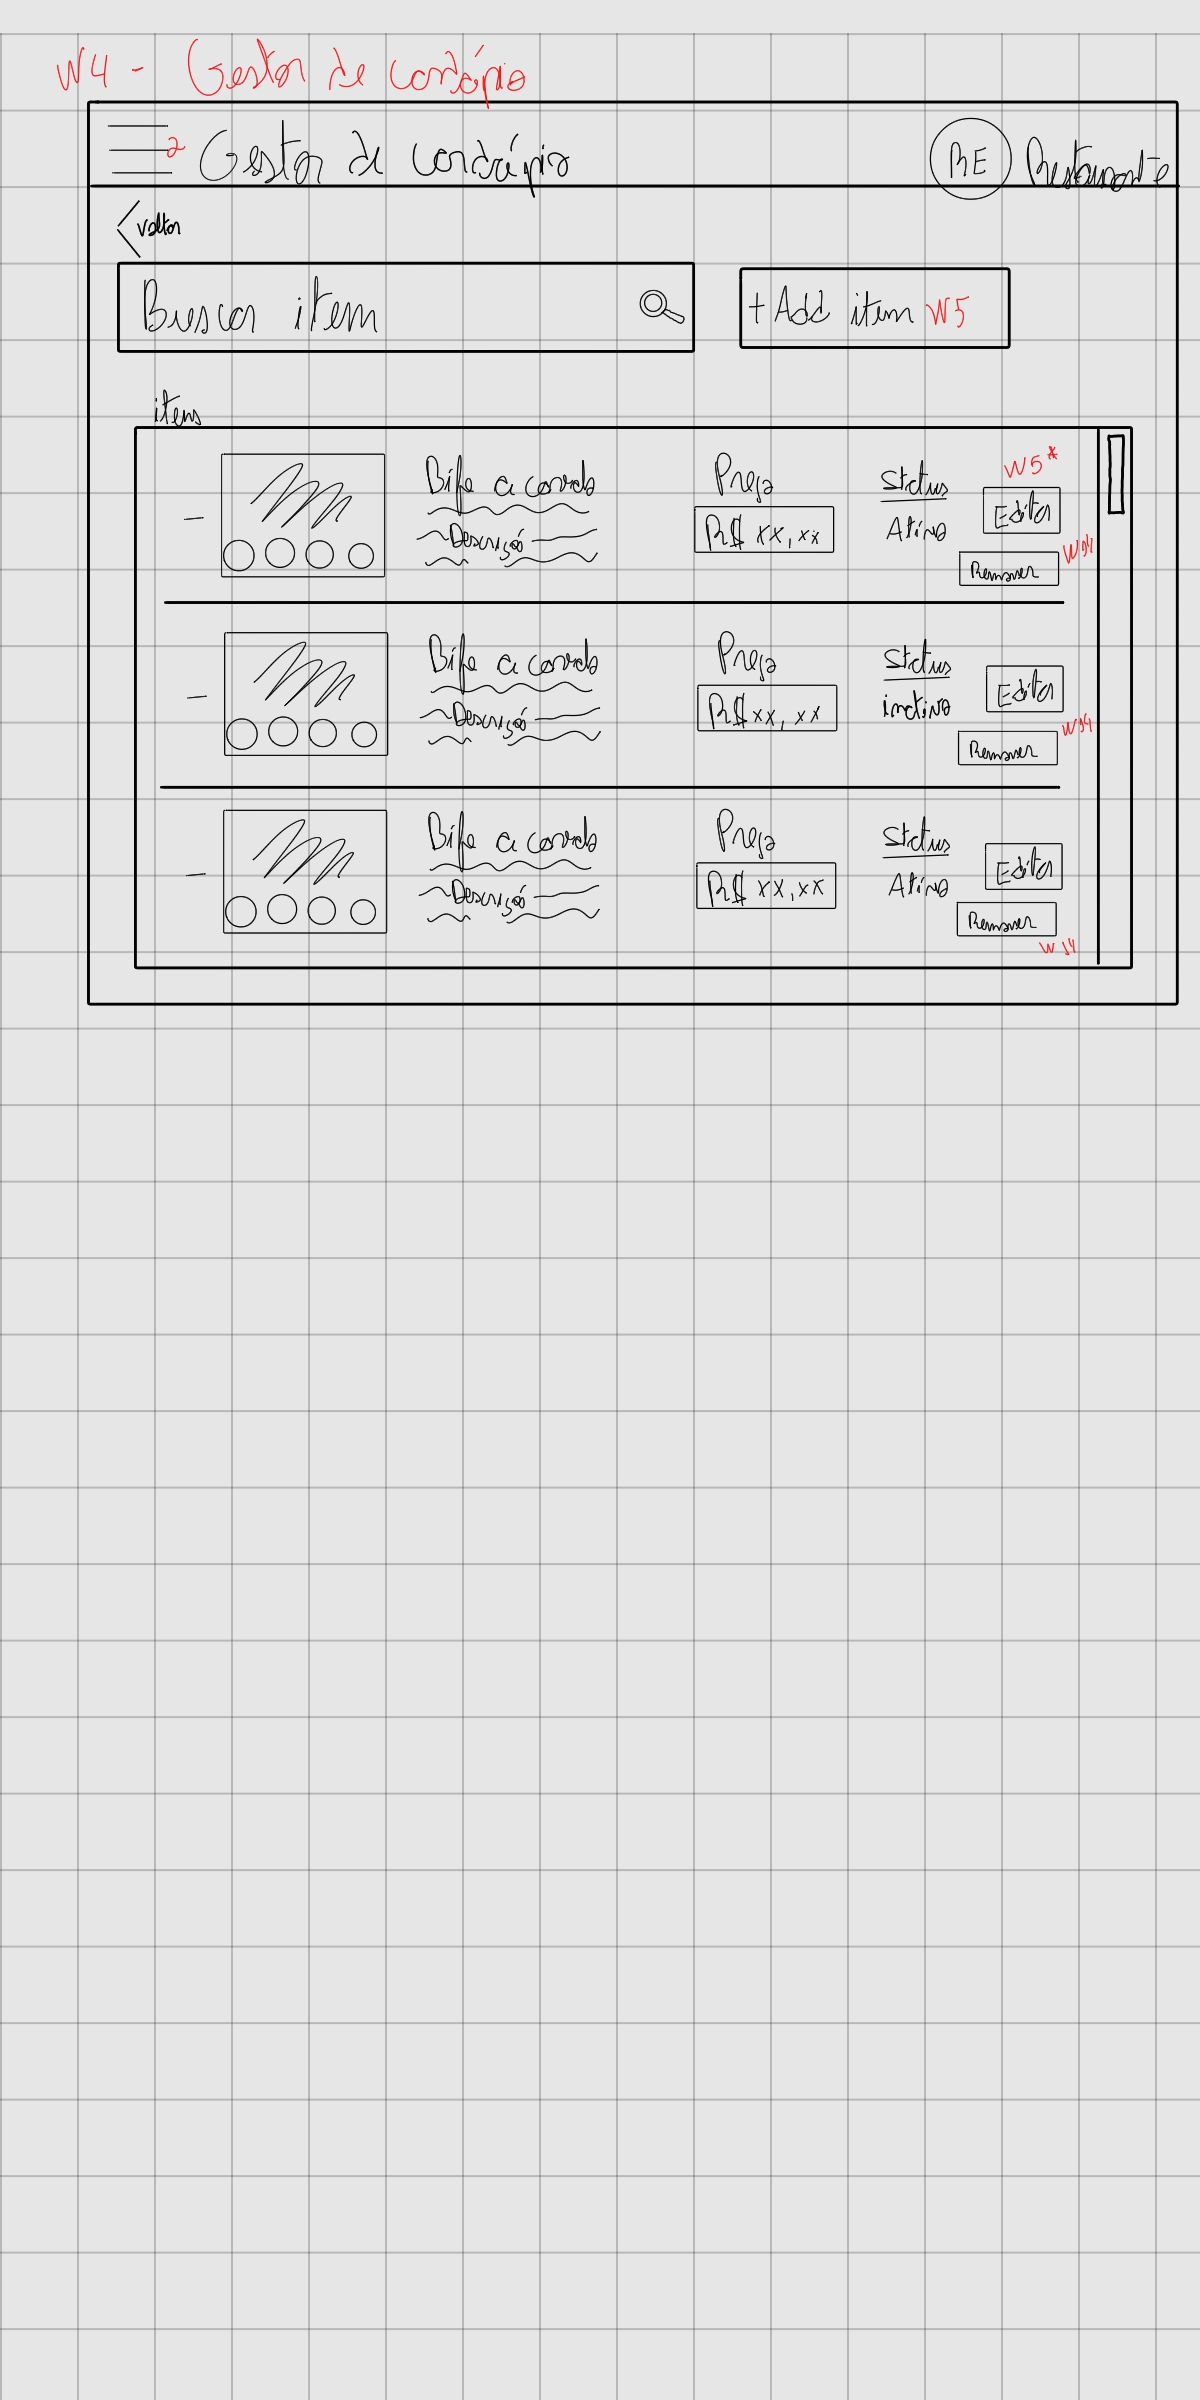 W4 - Gestor de cardápio
2 Gestor de cardápio RE Restaurante
voltar
Buscar item + Add item W5
itens
Bife a cavalo Preço Status W5*
Descrição R$ xx,xx Ativo Editar
Remover W14
Bife a cavalo Preço Status
Descrição R$ xx,xx inativo Editar
Remover W14
Bife a cavalo Preço Status
Descrição R$ xx,xx Ativo Editar
Remover
W14